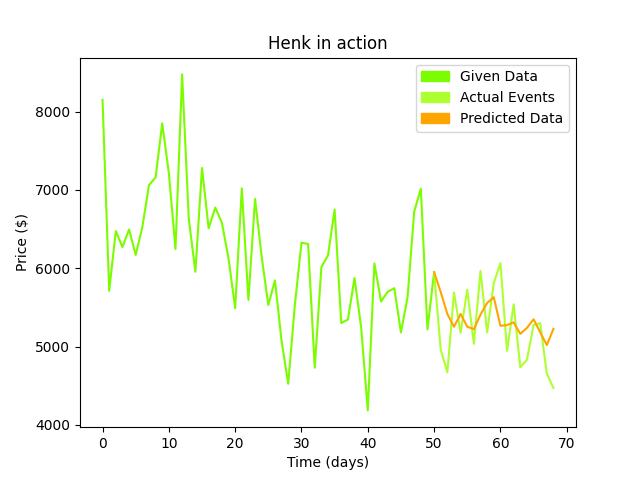 Henk in action
Given Data
Actual Events
Predicted Data
Price ($)
8000
7000
6000
5000
4000
0 10 20 30 40 50 60 70
Time (days)